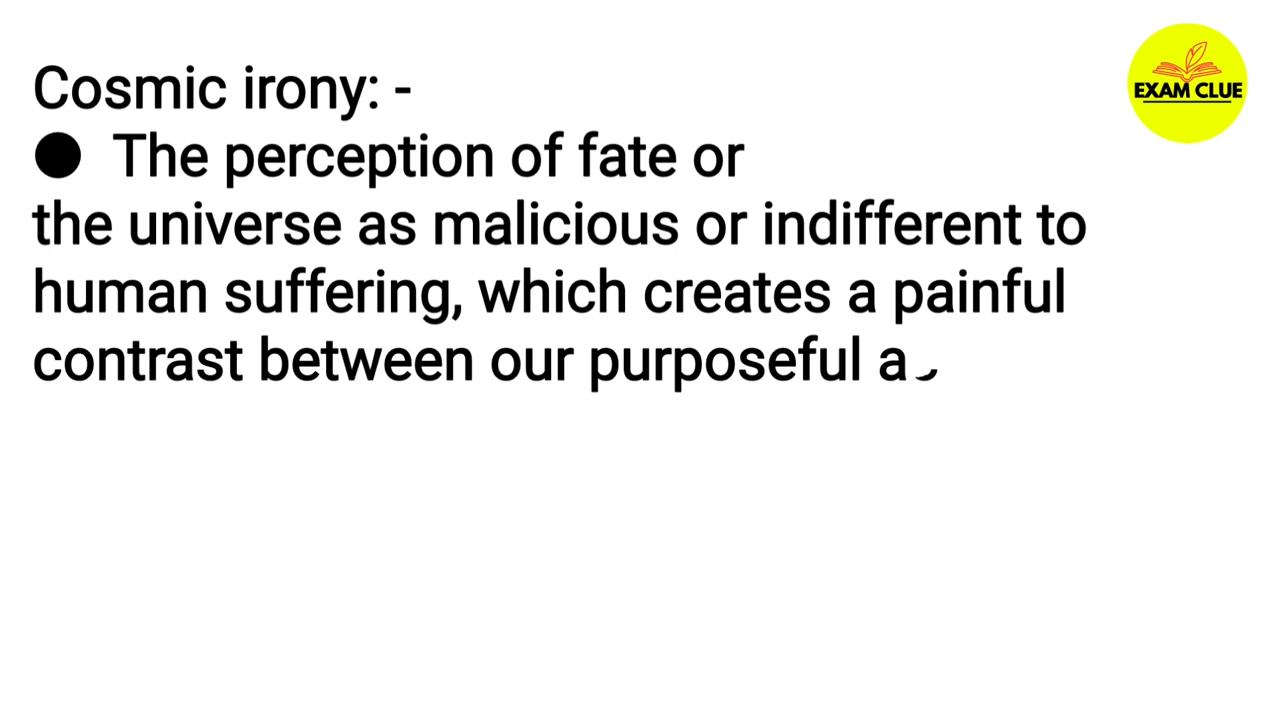 Cosmic irony: -
● The perception of fate or
the universe as malicious or indifferent to
human suffering, which creates a painful
contrast between our purposeful a
EXAM CLUE